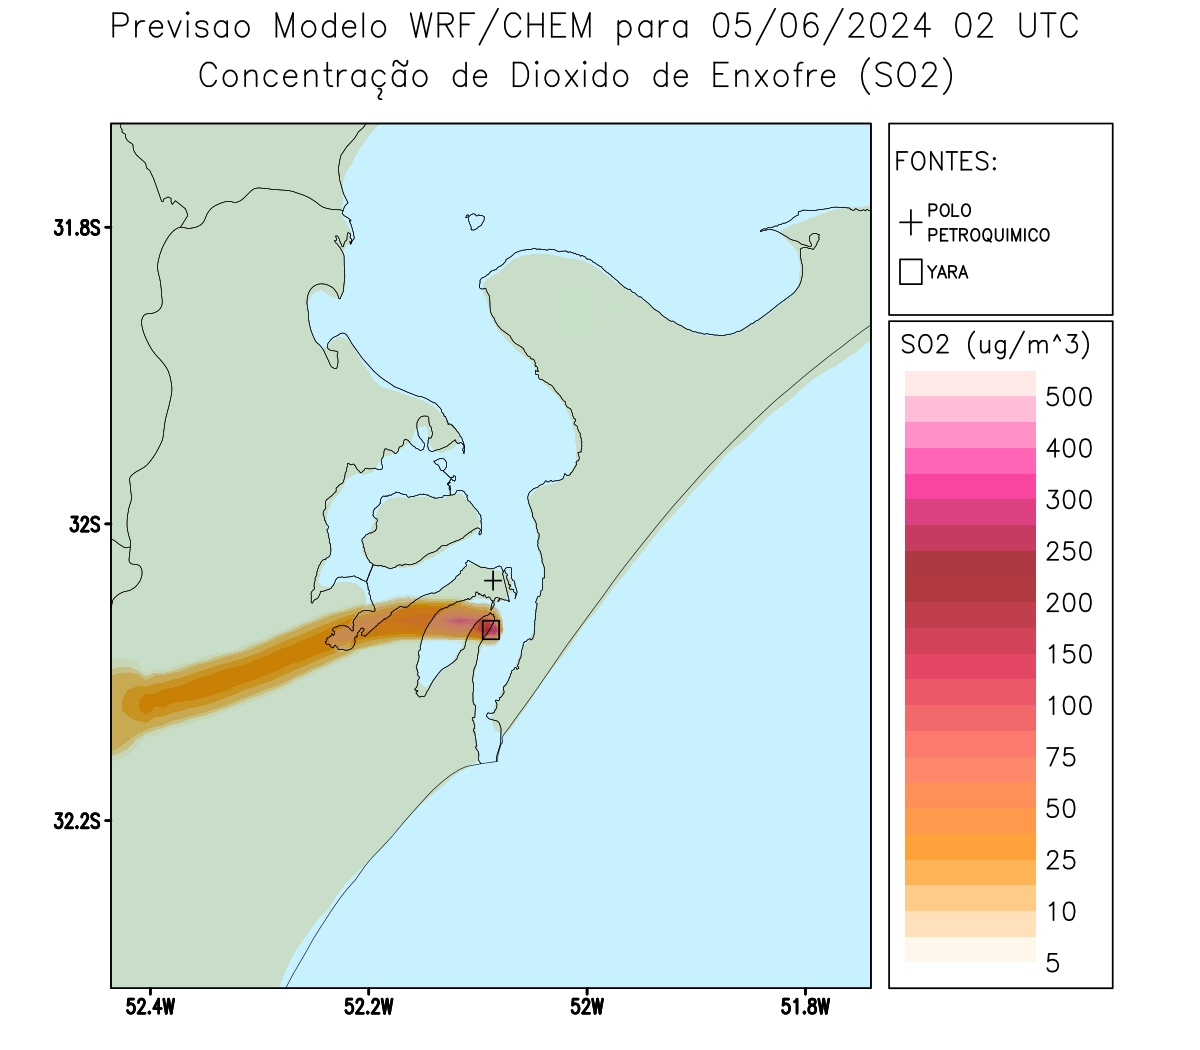 Previsao Modelo WRF/CHEM para 05/06/2024 02 UTC
Concentração de Dioxido de Enxofre (SO2)
FONTES:
POLO
PETROQUIMICO
YARA
31.8S
32S
32.2S
52.4W
52.2W
52W
51.8W
SO2 (ug/m^3)
500
400
300
250
200
150
100
75
50
25
10
5